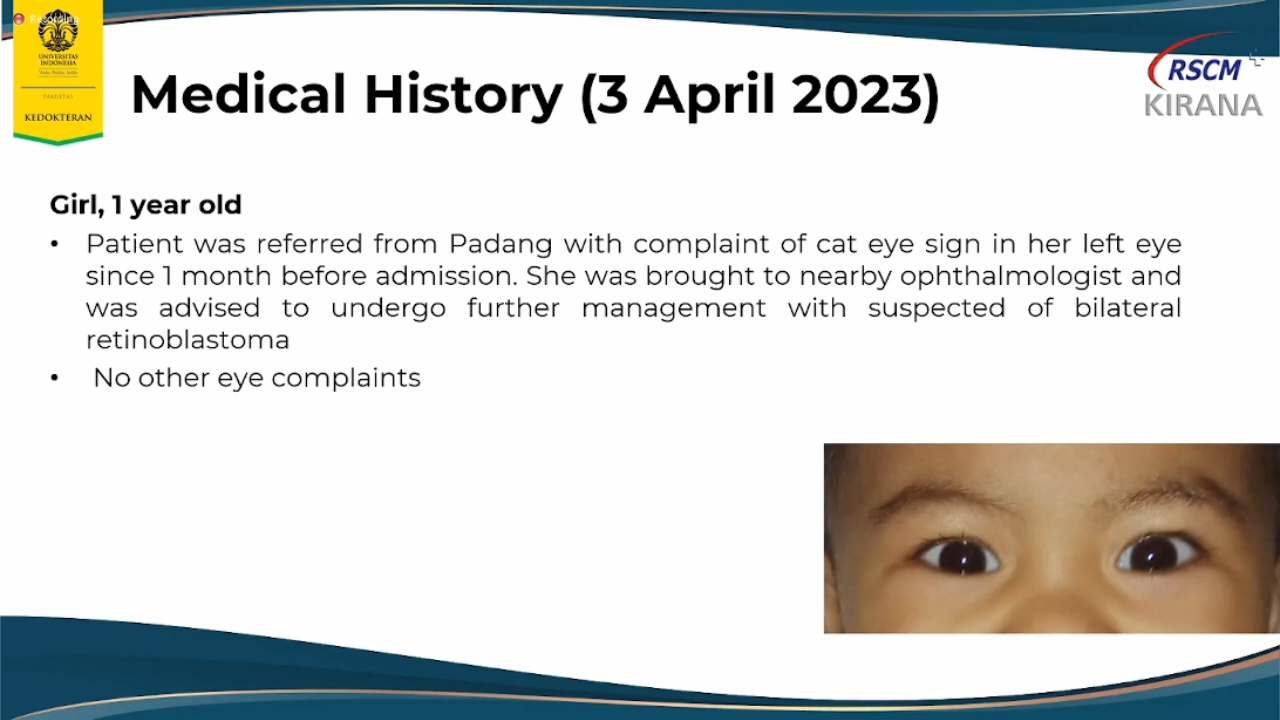 Recording
UNIVERSITAS
INDONESIA
FAKULTAS
KEDOKTERAN
Medical History (3 April 2023)
RSCM
KIRANA
Girl, 1 year old
• Patient was referred from Padang with complaint of cat eye sign in her left eye
since 1 month before admission. She was brought to nearby ophthalmologist and
was advised to undergo further management with suspected of bilateral
retinoblastoma
• No other eye complaints